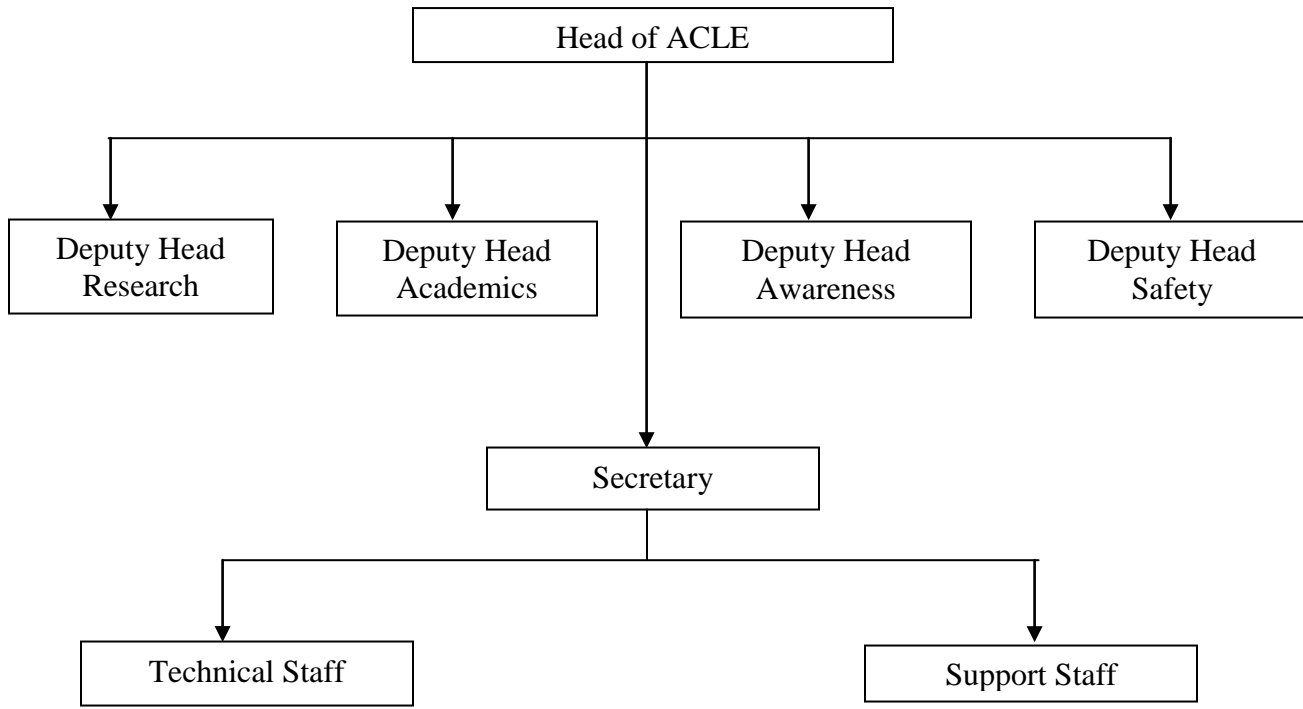 Head of ACLE
Deputy Head
Research
Deputy Head
Academics
Deputy Head
Awareness
Deputy Head
Safety
Secretary
Technical Staff
Support Staff